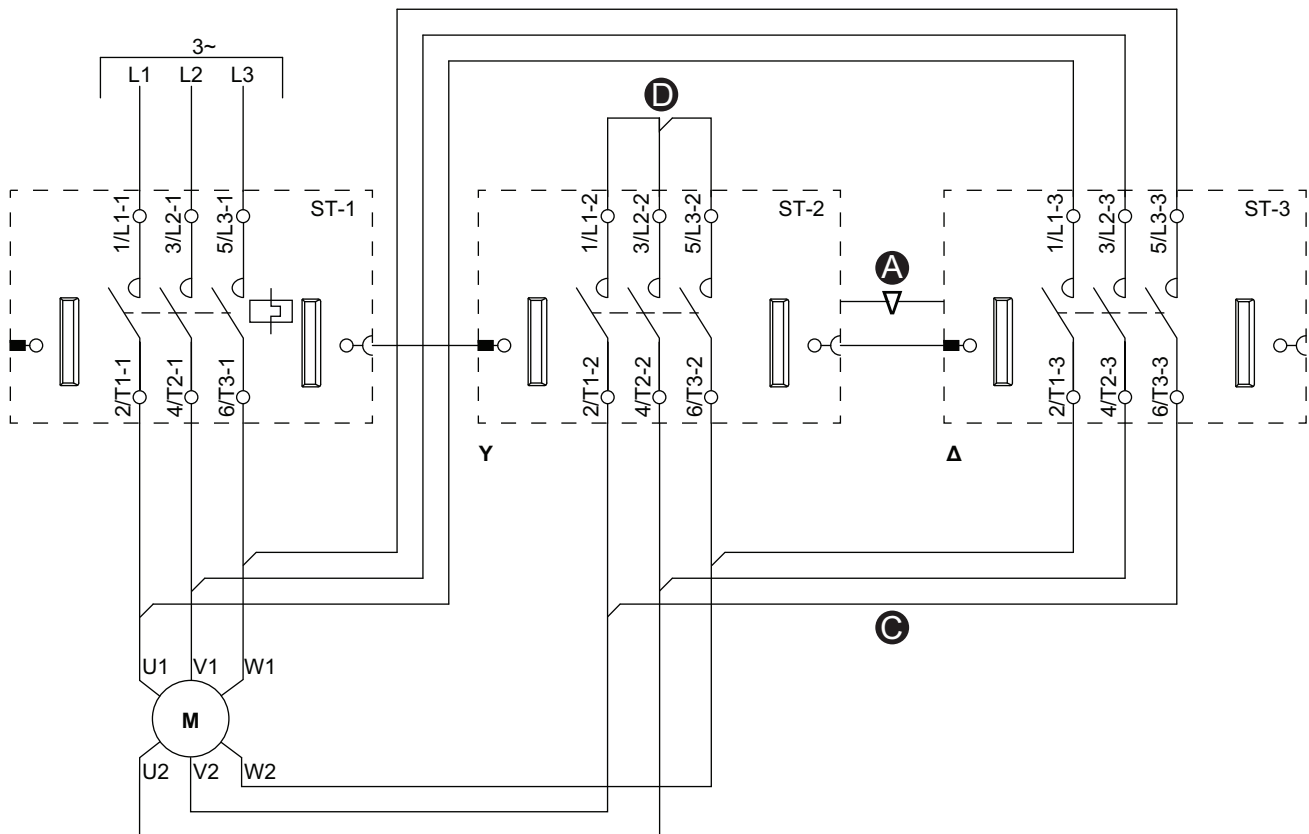 3~
L1 L2 L3
D
ST-1
ST-2
ST-3
1/L1-1
3/L2-1
5/L3-1
1/L1-2
3/L2-2
5/L3-2
1/L1-3
3/L2-3
5/L3-3
A
2/T1-1
4/T2-1
6/T3-1
2/T1-2
4/T2-2
6/T3-2
2/T1-3
4/T2-3
6/T3-3
Y
Δ
C
U1 V1 W1
M
U2 V2 W2